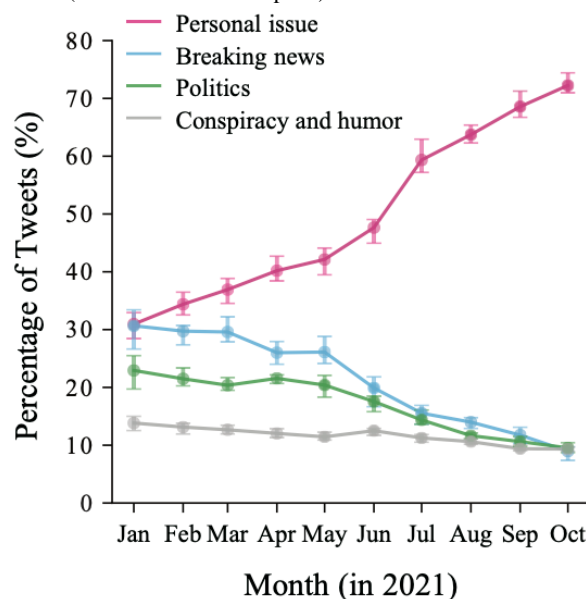 Personal issue
Breaking news
Politics
Conspiracy and humor
80
70
60
50
40
30
20
10
0
Percentage of Tweets (%)
Jan Feb Mar Apr May Jun Jul Aug Sep Oct
Month (in 2021)